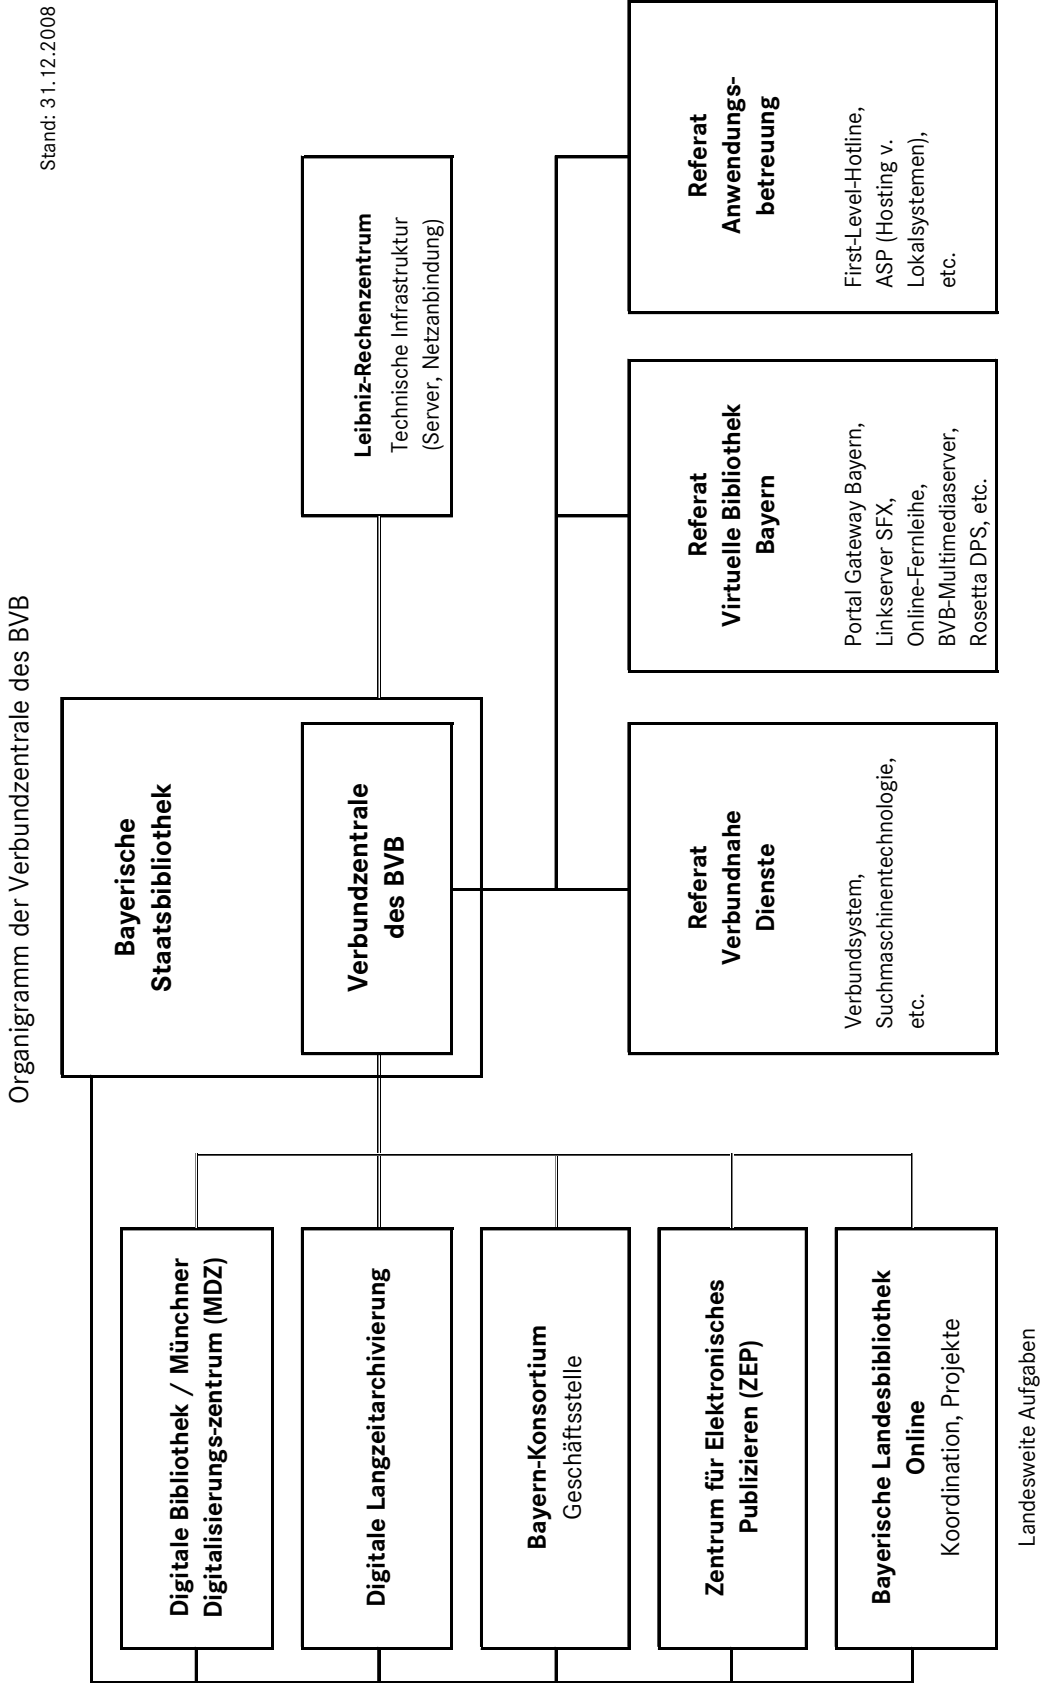 Organigramm der Verbundzentrale des BVB
Stand: 31.12.2008
Bayerische
Staatsbibliothek
Verbundzentrale
des BVB
Leibniz-Rechenzentrum
Technische Infrastruktur
(Server, Netzanbindung)
Digitale Bibliothek / Münchner
Digitalisierungs-zentrum (MDZ)
Digitale Langzeitarchivierung
Bayern-Konsortium
Geschäftsstelle
Zentrum für Elektronisches
Publizieren (ZEP)
Bayerische Landesbibliothek
Online
Koordination, Projekte
Landesweite Aufgaben
Referat
Verbundnahe
Dienste
Verbundsystem,
Suchmaschinentechnologie,
etc.
Referat
Virtuelle Bibliothek
Bayern
Portal Gateway Bayern,
Linkserver SFX,
Online-Fernleihe,
BVB-Multimediaserver,
Rosetta DPS, etc.
Referat
Anwendungs-
betreuung
First-Level-Hotline,
ASP (Hosting v.
Lokalsystemen),
etc.